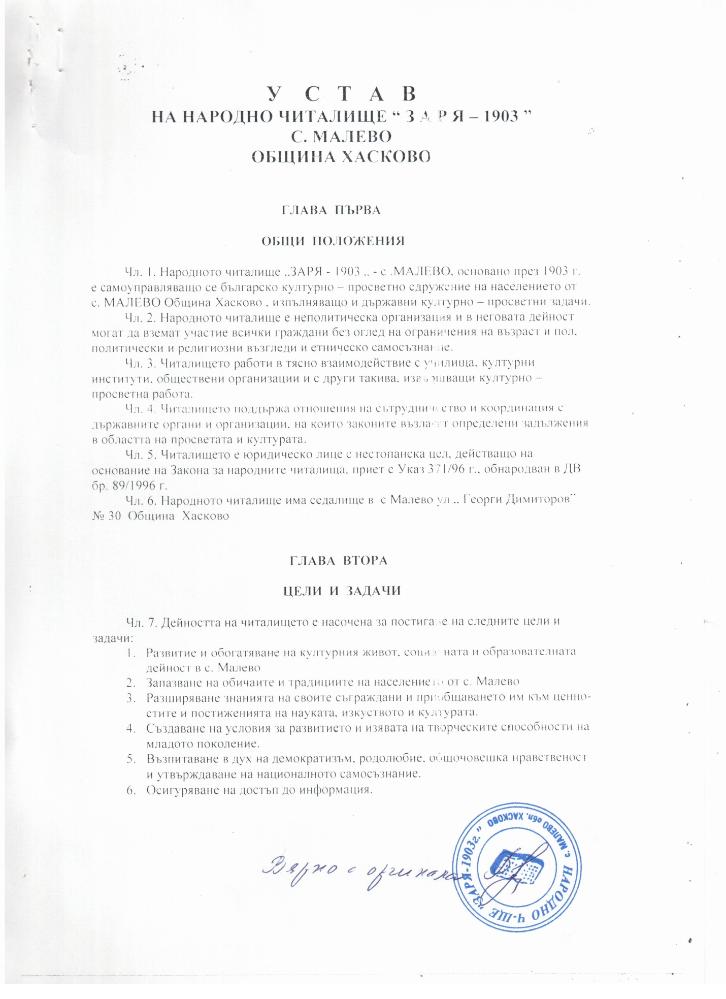 У С Т А В
НА НАРОДНО ЧИТАЛИЩЕ “ З А Р Я – 1903 ”
С. МАЛЕВО
ОБЩИНА ХАСКОВО
ГЛАВА ПЪРВА
ОБЩИ ПОЛОЖЕНИЯ
Чл. 1. Народното читалище „ЗАРЯ - 1903 „ - с .МАЛЕВО, основано през 1903 г.
е самоуправляващо се българско културно – просветно сдружение на населението от
с. МАЛЕВО Община Хасково , изпълняващо и държавни културно – просветни задачи.
Чл. 2. Народното читалище е неполитическа организация и в неговата дейност
могат да вземат участие всички граждани без оглед на ограничения на възраст и пол,
политически и религиозни възгледи и етническо самосъзнание.
Чл. 3. Читалището работи в тясно взаимодействие с училища, културни
институти, обществени организации и с други такива, извършващи културно –
просветна работа.
Чл. 4. Читалището поддържа отношения на сътрудничество и координация с
държавните органи и организации, на които законите възлагат определени задължения
в областта на просветата и културата.
Чл. 5. Читалището е юридическо лице с нестопанска цел, действащо на
основание на Закона за народните читалища, приет с Указ 371/96 г., обнародван в ДВ
бр. 89/1996 г.
Чл. 6. Народното читалище има седалище в с Малево ул „ Георги Димиторов”
№ 30 Община Хасково
ГЛАВА ВТОРА
ЦЕЛИ И ЗАДАЧИ
Чл. 7. Дейността на читалището е насочена за постигане на следните цели и
задачи:
1. Развитие и обогатяване на културния живот, социалната и образователната
дейност в с. Малево
2. Запазване на обичаите и традициите на населението от с. Малево
3. Разширяване знанията на своите съграждани и приобщаването им към ценно-
стите и постиженията на науката, изкуството и културата.
4. Създаване на условия за развитието и изявата на творческите способности на
младото поколение.
5. Възпитаване в дух на демократизъм, родолюбие, общочовешка нравственост
и утвърждаване на националното самосъзнание.
6. Осигуряване на достъп до информация.
Вярно с оригинала
НАРОДНО Ч-ЩЕ "ЗАРЯ-1903г."
с. МАЛЕВО обл. ХАСКОВО